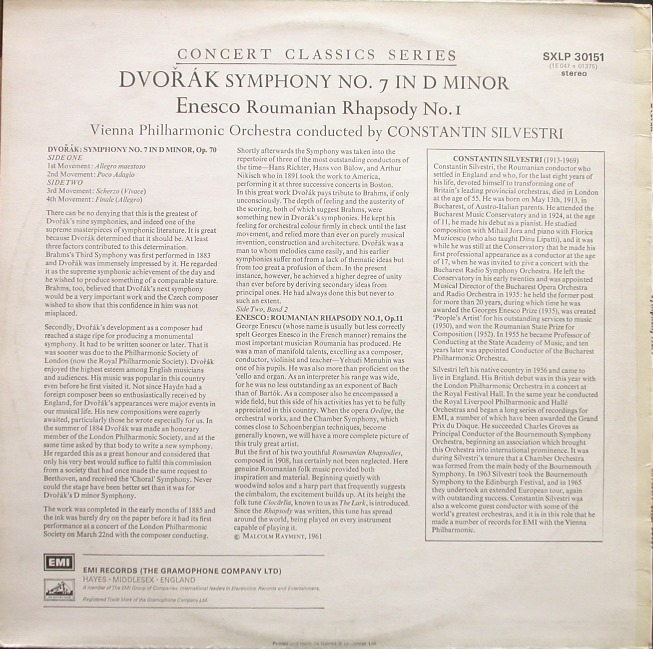 CONCERT CLASSICS SERIES
SXLP 30151
(1E 047 o 01375)
stereo
DVOŘÁK SYMPHONY NO. 7 IN D MINOR
Enesco Roumanian Rhapsody No. 1
Vienna Philharmonic Orchestra conducted by CONSTANTIN SILVESTRI
DVOŘÁK: SYMPHONY NO. 7 IN D MINOR, Op. 70
SIDE ONE
1st Movement: Allegro maestoso
2nd Movement: Poco Adagio
SIDE TWO
3rd Movement: Scherzo (Vivace)
4th Movement: Finale (Allegro)
There can be no denying that this is the greatest of
Dvořák's nine symphonies, and indeed one of the
supreme masterpieces of symphonic literature. It is great
because Dvořák determined that it should be. At least
three factors contributed to this determination.
Brahms's Third Symphony was first performed in 1883
and Dvořák was immensely impressed by it. He regarded
it as the supreme symphonic achievement of the day and
he wished to produce something of a comparable stature.
Brahms, too, believed that Dvořák's next symphony
would be a very important work and the Czech composer
wished to show that his confidence in him was not
misplaced.
Secondly, Dvořák's development as a composer had
reached a stage ripe for producing a monumental
symphony. It had to be written sooner or later. That it
was sooner was due to the Philharmonic Society of
London (now the Royal Philharmonic Society). Dvořák
enjoyed the highest esteem among English musicians
and audiences. His music was popular in this country
even before he first visited it. Not since Haydn had a
foreign composer been so enthusiastically received by
England, for Dvořák's appearances were major events in
our musical life. His new compositions were eagerly
awaited, particularly those he wrote especially for us. In
the summer of 1884 Dvořák was made an honorary
member of the London Philharmonic Society, and at the
same time asked by that body to write a new symphony.
He regarded this as a great honour and considered that
only his very best would suffice to fulfil this commission
from a society that had once made the same request to
Beethoven, and received the 'Choral' Symphony. Never
could the stage have been better set than it was for
Dvořák's D minor Symphony.
The work was completed in the early months of 1885 and
the ink was barely dry on the paper before it had its first
performance at a concert of the London Philharmonic
Society on March 22nd with the composer conducting.
Shortly afterwards the Symphony was taken into the
repertoire of three of the most outstanding conductors of
the time—Hans Richter, Hans von Bülow, and Arthur
Nikisch who in 1891 took the work to America,
performing it at three successive concerts in Boston.
In this great work Dvořák pays tribute to Brahms, if only
unconsciously. The depth of feeling and the austerity of
the scoring, both of which suggest Brahms, were
something new in Dvořák's symphonies. He kept his
feeling for orchestral colour firmly in check until the last
movement, and relied more than ever on purely musical
invention, construction and architecture. Dvořák was a
man to whom melodies came easily, and his earlier
symphonies suffer not from a lack of thematic ideas but
from too great a profusion of them. In the present
instance, however, he achieved a higher degree of unity
than ever before by deriving secondary ideas from
principal ones. He had always done this but never to
such an extent.
Side Two, Band 2
ENESCO: ROUMANIAN RHAPSODY NO.1, Op.11
George Enescu (whose name is usually but less correctly
spelt Georges Enesco in the French manner) remains the
most important musician Roumania has produced. He
was a man of manifold talents, excelling as a composer,
conductor, violinist and teacher—Yehudi Menuhin was
one of his pupils. He was also more than proficient on the
'cello and organ. As an interpreter his range was wide,
for he was no less outstanding as an exponent of Bach
than of Bartók. As a composer also he encompassed a
wide field, but this side of his activities has yet to be fully
appreciated in this country. When the opera Oedipe, the
orchestral works, and the Chamber Symphony, which
comes close to Schoenbergian techniques, become
generally known, we will have a more complete picture of
this truly great artist.
But the first of his two youthful Roumanian Rhapsodies,
composed in 1908, has certainly not been neglected. Here
genuine Roumanian folk music provided both
inspiration and material. Beginning quietly with
woodwind solos and a harp part that frequently suggests
the cimbalom, the excitement builds up. At its height the
folk tune Ciocârlia, known to us as The Lark, is introduced.
Since the Rhapsody was written, this tune has spread
around the world, being played on every instrument
capable of playing it.
© MALCOLM RAYMENT, 1961
CONSTANTIN SILVESTRI (1913-1969)
Constantin Silvestri, the Roumanian conductor who
settled in England and who, for the last eight years of
his life, devoted himself to transforming one of
Britain's leading provincial orchestras, died in London
at the age of 55. He was born on May 13th, 1913, in
Bucharest, of Austro-Italian parents. He attended the
Bucharest Music Conservatory and in 1924, at the age
of 11, he made his debut as a pianist. He studied
composition with Mihail Jora and piano with Florica
Muzicescu (who also taught Dinu Lipatti), and it was
while he was still at the Conservatory that he made his
first professional appearance as a conductor at the age
of 17, when he was invited to give a concert with the
Bucharest Radio Symphony Orchestra. He left the
Conservatory in his early twenties and was appointed
Musical Director of the Bucharest Opera Orchestra
and Radio Orchestra in 1935: he held the former post
for more than 20 years, during which time he was
awarded the Georges Enesco Prize (1935), was created
'People's Artist' for his outstanding services to music
(1950), won the Roumanian State Prize for
Composition (1952). In 1955 he became Professor of
Conducting at the State Academy of Music, and ten
years later was appointed Conductor of the Bucharest
Philharmonic Orchestra.
Silvestri left his native country in 1956 and came to
live in England. His British debut was in this year with
the London Philharmonic Orchestra in a concert at
the Royal Festival Hall. In the same year he conducted
the Royal Liverpool Philharmonic and Hallé
Orchestras and began a long series of recordings for
EMI, a number of which have been awarded the Grand
Prix du Disque. He succeeded Charles Groves as
Principal Conductor of the Bournemouth Symphony
Orchestra, beginning an association which brought
this Orchestra into international prominence. It was
during Silvestri's tenure that a Chamber Orchestra
was formed from the main body of the Bournemouth
Symphony. In 1963 Silvestri took the Bournemouth
Symphony to the Edinburgh Festival, and in 1965
they undertook an extended European tour, again
with outstanding success. Constantin Silvestri was
also a welcome guest conductor with some of the
world's greatest orchestras, and it is in this role that he
made a number of records for EMI with the Vienna
Philharmonic.
EMI
EMI RECORDS (THE GRAMOPHONE COMPANY LTD)
HAYES · MIDDLESEX · ENGLAND
A member of The EMI Group of Companies. International leaders in Electronics, Records and Entertainment.
Registered Trade Mark of the Gramophone Company Ltd.